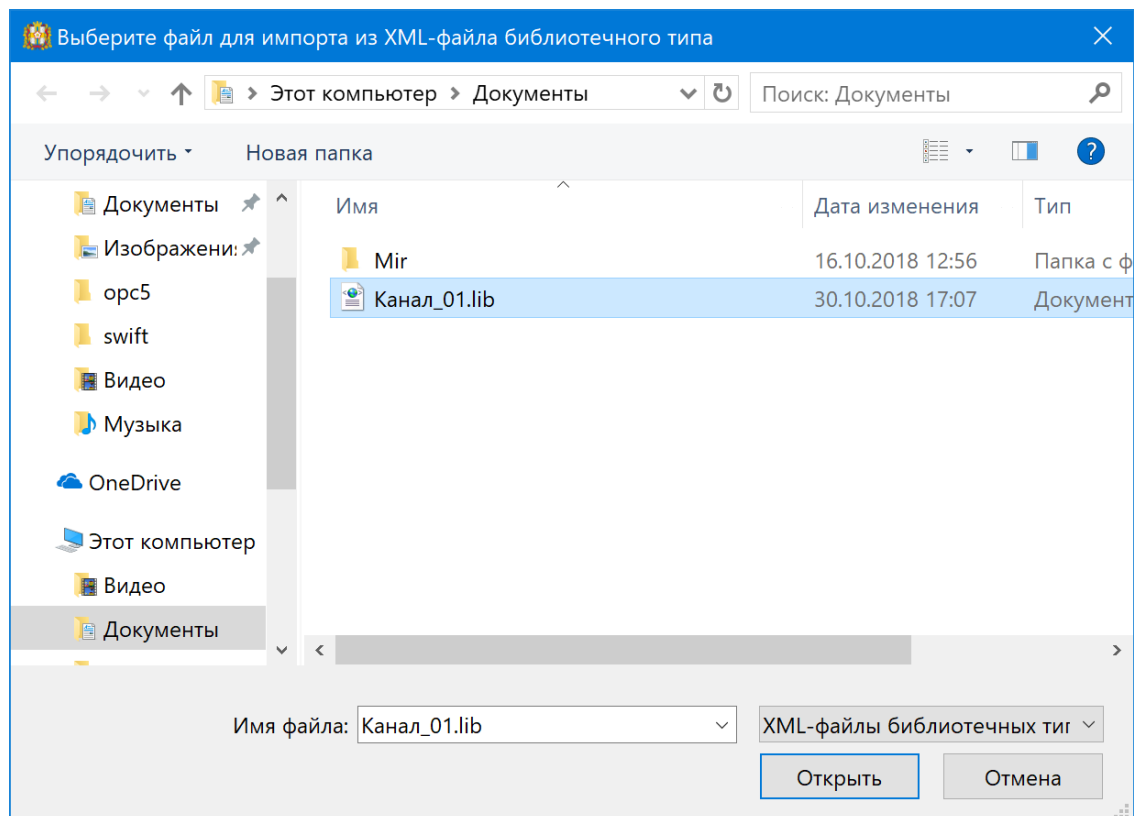 Выберите файл для импорта из XML-файла библиотечного типа
Этот компьютер > Документы
Поиск: Документы
Упорядочить
Новая папка
Документы
Изображени
opc5
swift
Видео
Музыка
OneDrive
Этот компьютер
Видео
Документы
Имя Дата изменения Тип
Mir 16.10.2018 12:56 Папка с ф
Канал_01.lib 30.10.2018 17:07 Документ
Имя файла: Канал_01.lib
XML-файлы библиотечных тип
Открыть Отмена